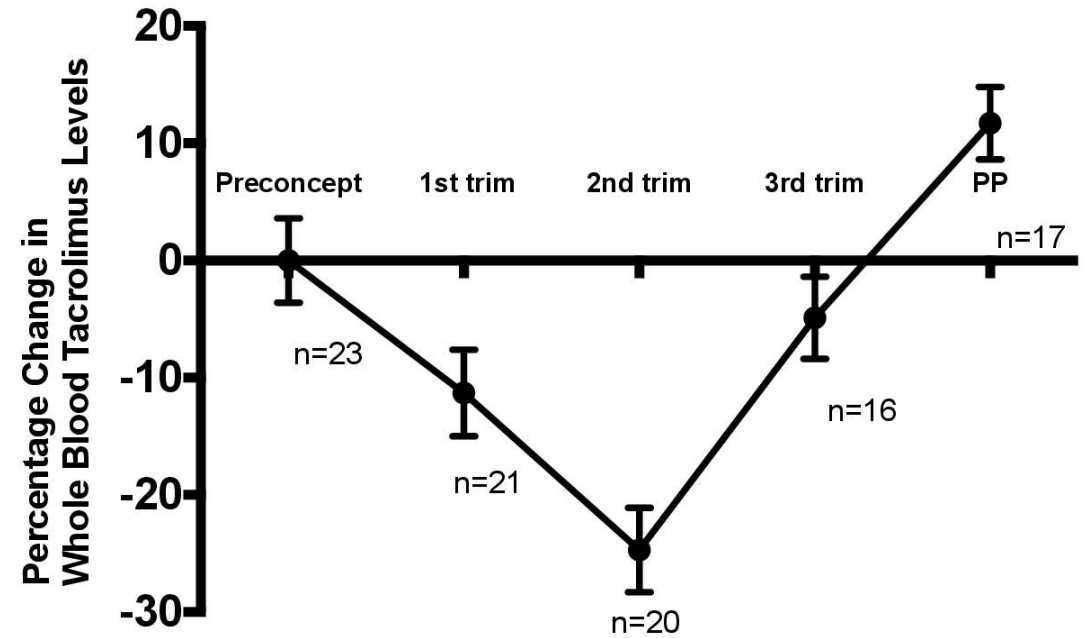 Percentage Change in
Whole Blood Tacrolimus Levels
20
10
0
-10
-20
-30
Preconcept
1st trim
2nd trim
3rd trim
PP
n=23
n=21
n=20
n=16
n=17